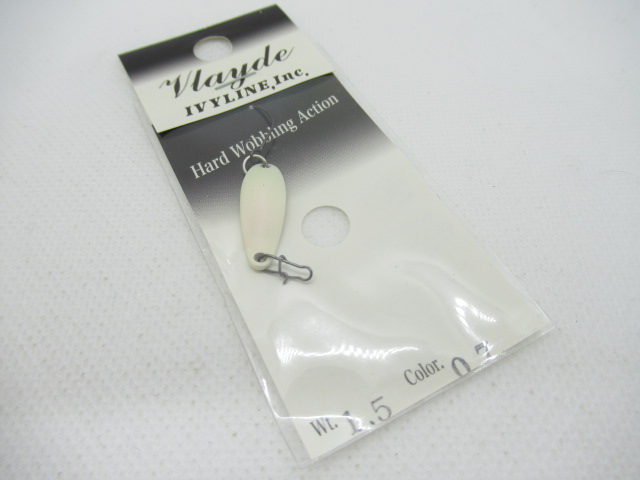 Vlayde
IVYLINE,Inc.
Hard Wobbling Action
Wt. 1.5 Color.